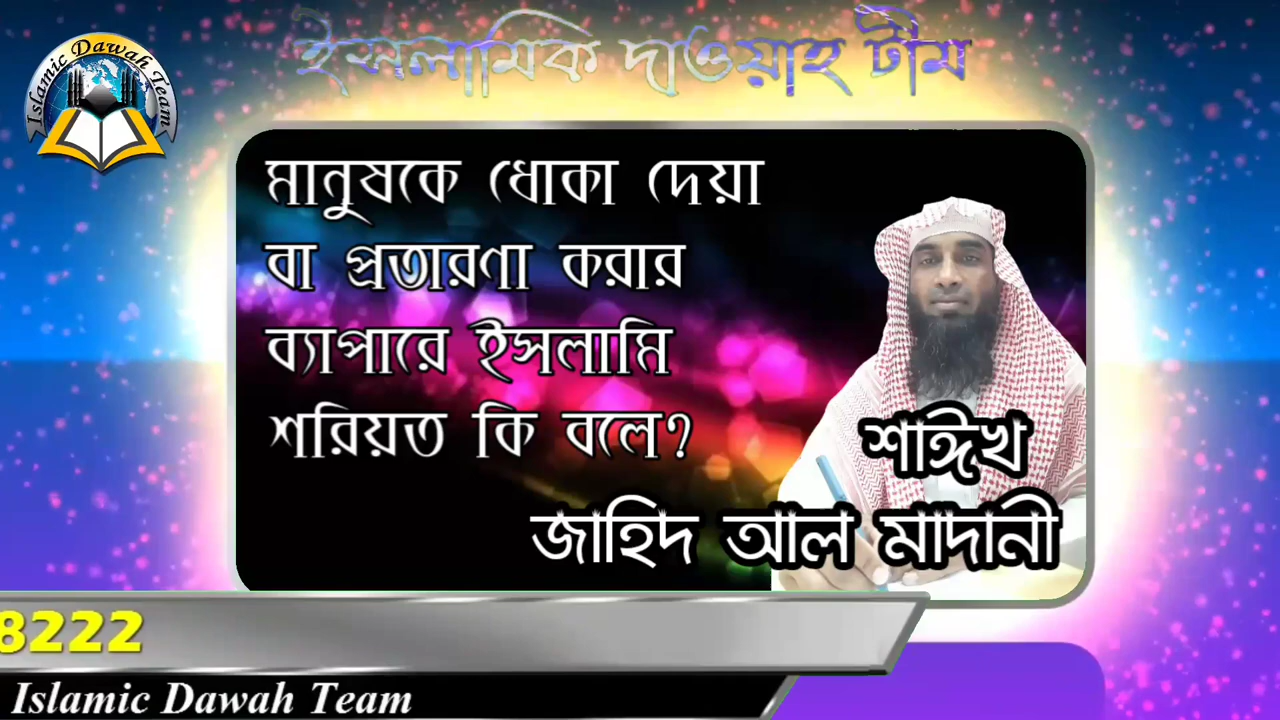 ইসলামিক দাওয়াহ টীম
Islamic Dawah Team
মানুষকে ধোকা দেয়া
বা প্রতারণা করার
ব্যাপারে ইসলামি
শরিয়ত কি বলে?
শাঈখ
জাহিদ আল মাদানী
8222
Islamic Dawah Team